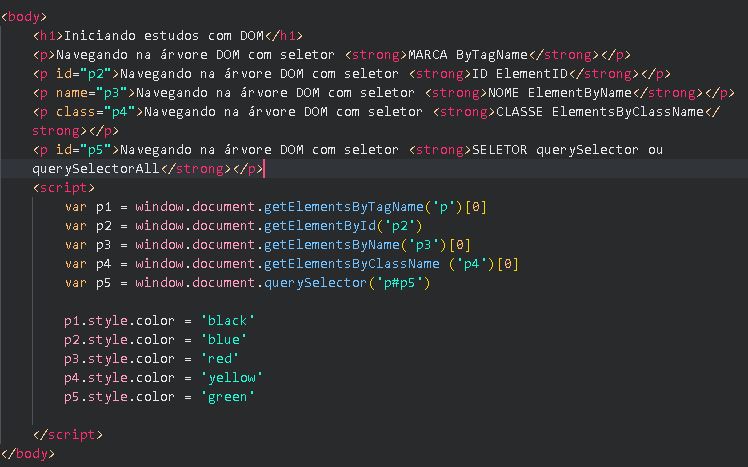 <body>
<h1>Iniciando estudos com DOM</h1>
<p>Navegando na árvore DOM com seletor <strong>MARCA ByTagName</strong></p>
<p id="p2">Navegando na árvore DOM com seletor <strong>ID ElementID</strong></p>
<p name="p3">Navegando na árvore DOM com seletor <strong>NOME ElementByName</strong></p>
<p class="p4">Navegando na árvore DOM com seletor <strong>CLASSE ElementsByClassName</
strong></p>
<p id="p5">Navegando na árvore DOM com seletor <strong>SELETOR querySelector ou
querySelectorAll</strong></p>
<script>
var p1 = window.document.getElementsByTagName('p')[0]
var p2 = window.document.getElementById('p2')
var p3 = window.document.getElementsByName('p3')[0]
var p4 = window.document.getElementsByClassName ('p4')[0]
var p5 = window.document.querySelector('p#p5')
p1.style.color = 'black'
p2.style.color = 'blue'
p3.style.color = 'red'
p4.style.color = 'yellow'
p5.style.color = 'green'
</script>
</body>